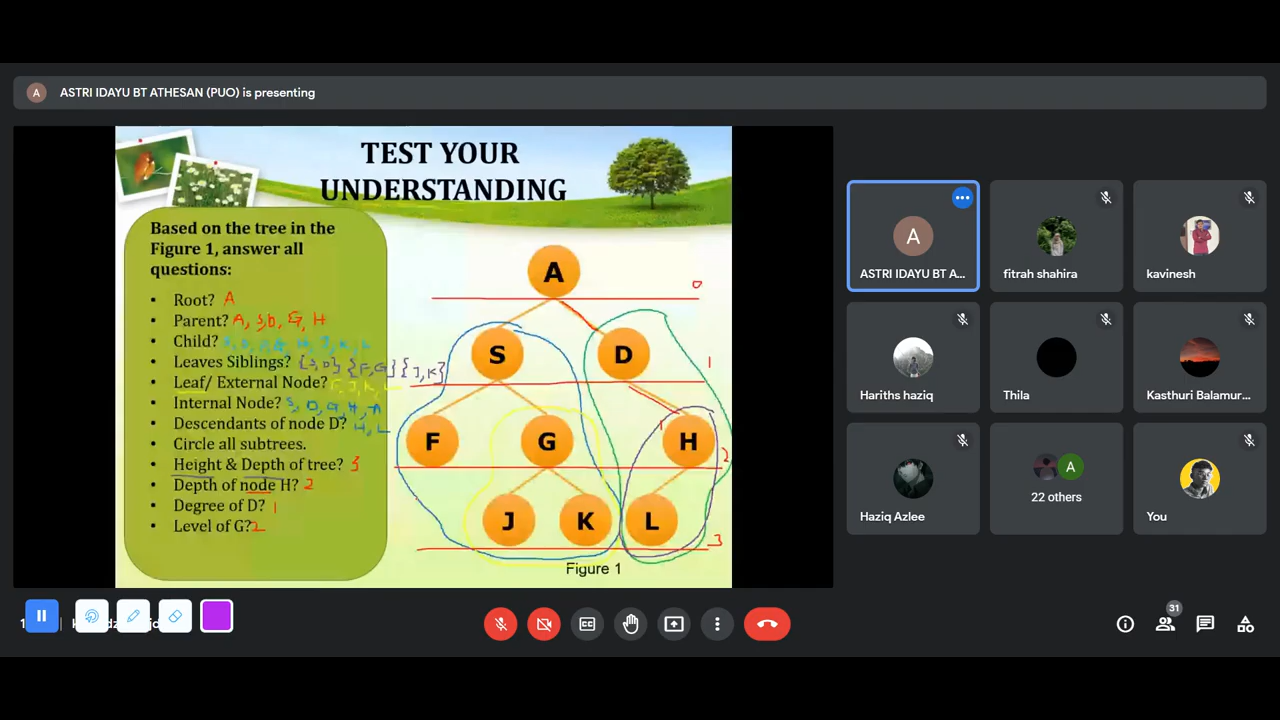 A ASTRI IDAYU BT ATHESAN (PUO) is presenting
TEST YOUR
UNDERSTANDING
Based on the tree in the
Figure 1, answer all
questions:
• Root? A
• Parent? A, S, D, G, H
• Child?
• Leaves Siblings? {S, D} {F, G} {J, K}
• Leaf/ External Node? F, J, K, L
• Internal Node? S, D, G, H, A
• Descendants of node D? H, L
• Circle all subtrees.
• Height & Depth of tree? 3
• Depth of node H? 2
• Degree of D? 1
• Level of G? 2
A
0
S
D
1
F
G
1
H
2
J
K
L
3
Figure 1
A
ASTRI IDAYU BT A...
fitrah shahira
kavinesh
Hariths haziq
Thila
Kasthuri Balamur...
Haziq Azlee
A
22 others
You
31